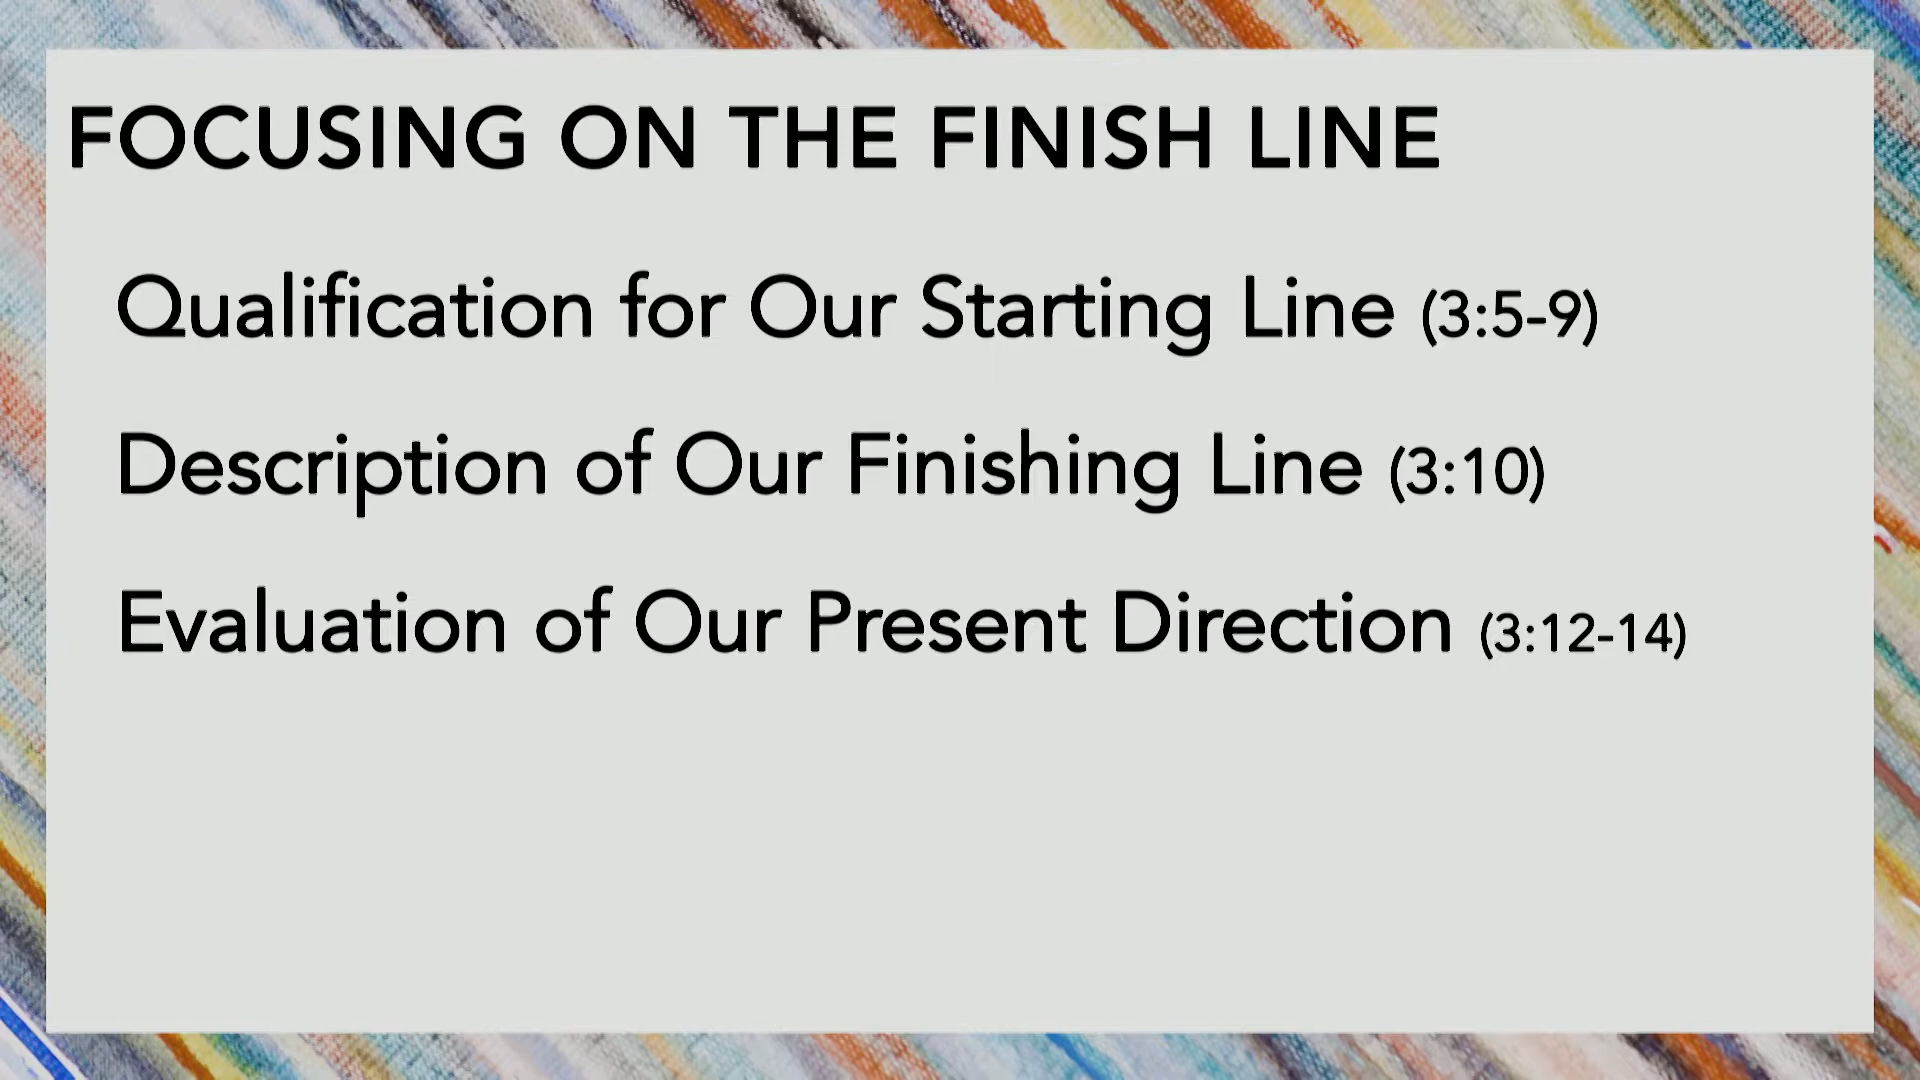 FOCUSING ON THE FINISH LINE
Qualification for Our Starting Line (3:5-9)
Description of Our Finishing Line (3:10)
Evaluation of Our Present Direction (3:12-14)